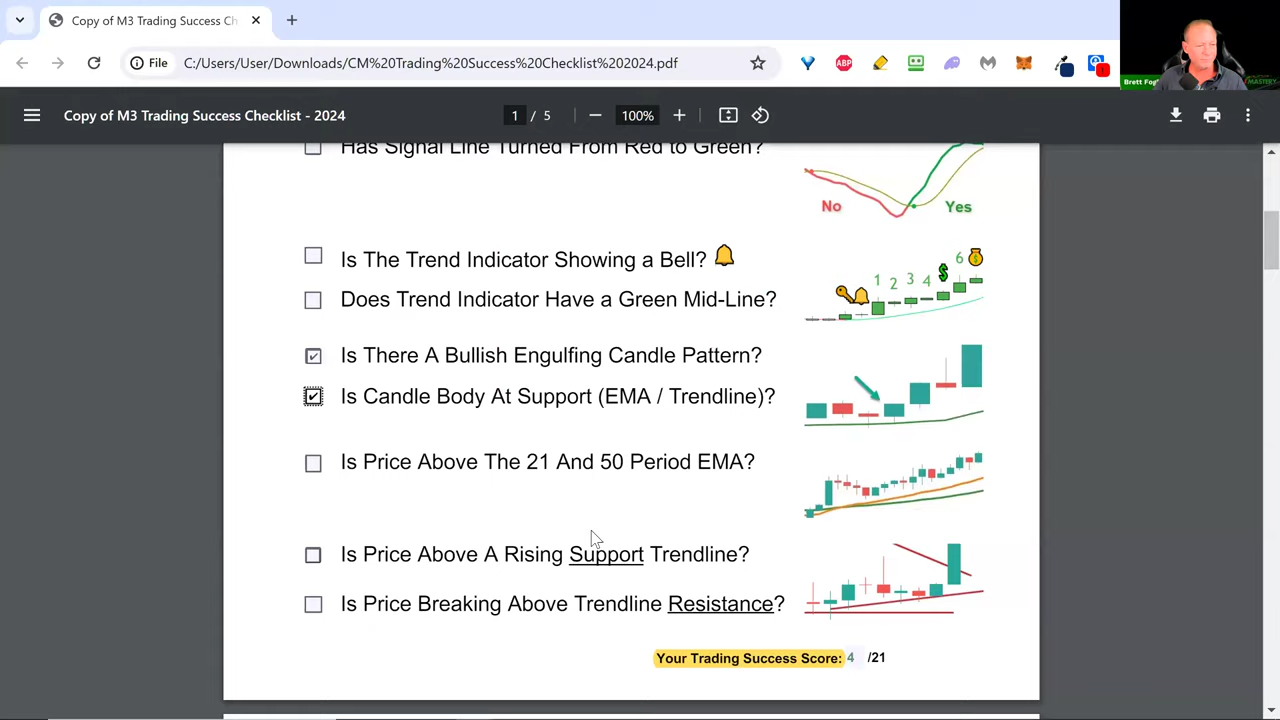 Copy of M3 Trading Success Ch
File
C:/Users/User/Downloads/CM%20Trading%20Success%20Checklist%202024.pdf
ABP
Brett Fog
Copy of M3 Trading Success Checklist - 2024
1 / 5
100%
Has Signal Line Turned From Red to Green?
No
Yes
Is The Trend Indicator Showing a Bell?
1 2 3 4 $ 6 $
Does Trend Indicator Have a Green Mid-Line?
Is There A Bullish Engulfing Candle Pattern?
Is Candle Body At Support (EMA / Trendline)?
Is Price Above The 21 And 50 Period EMA?
Is Price Above A Rising Support Trendline?
Is Price Breaking Above Trendline Resistance?
Your Trading Success Score: 4 /21